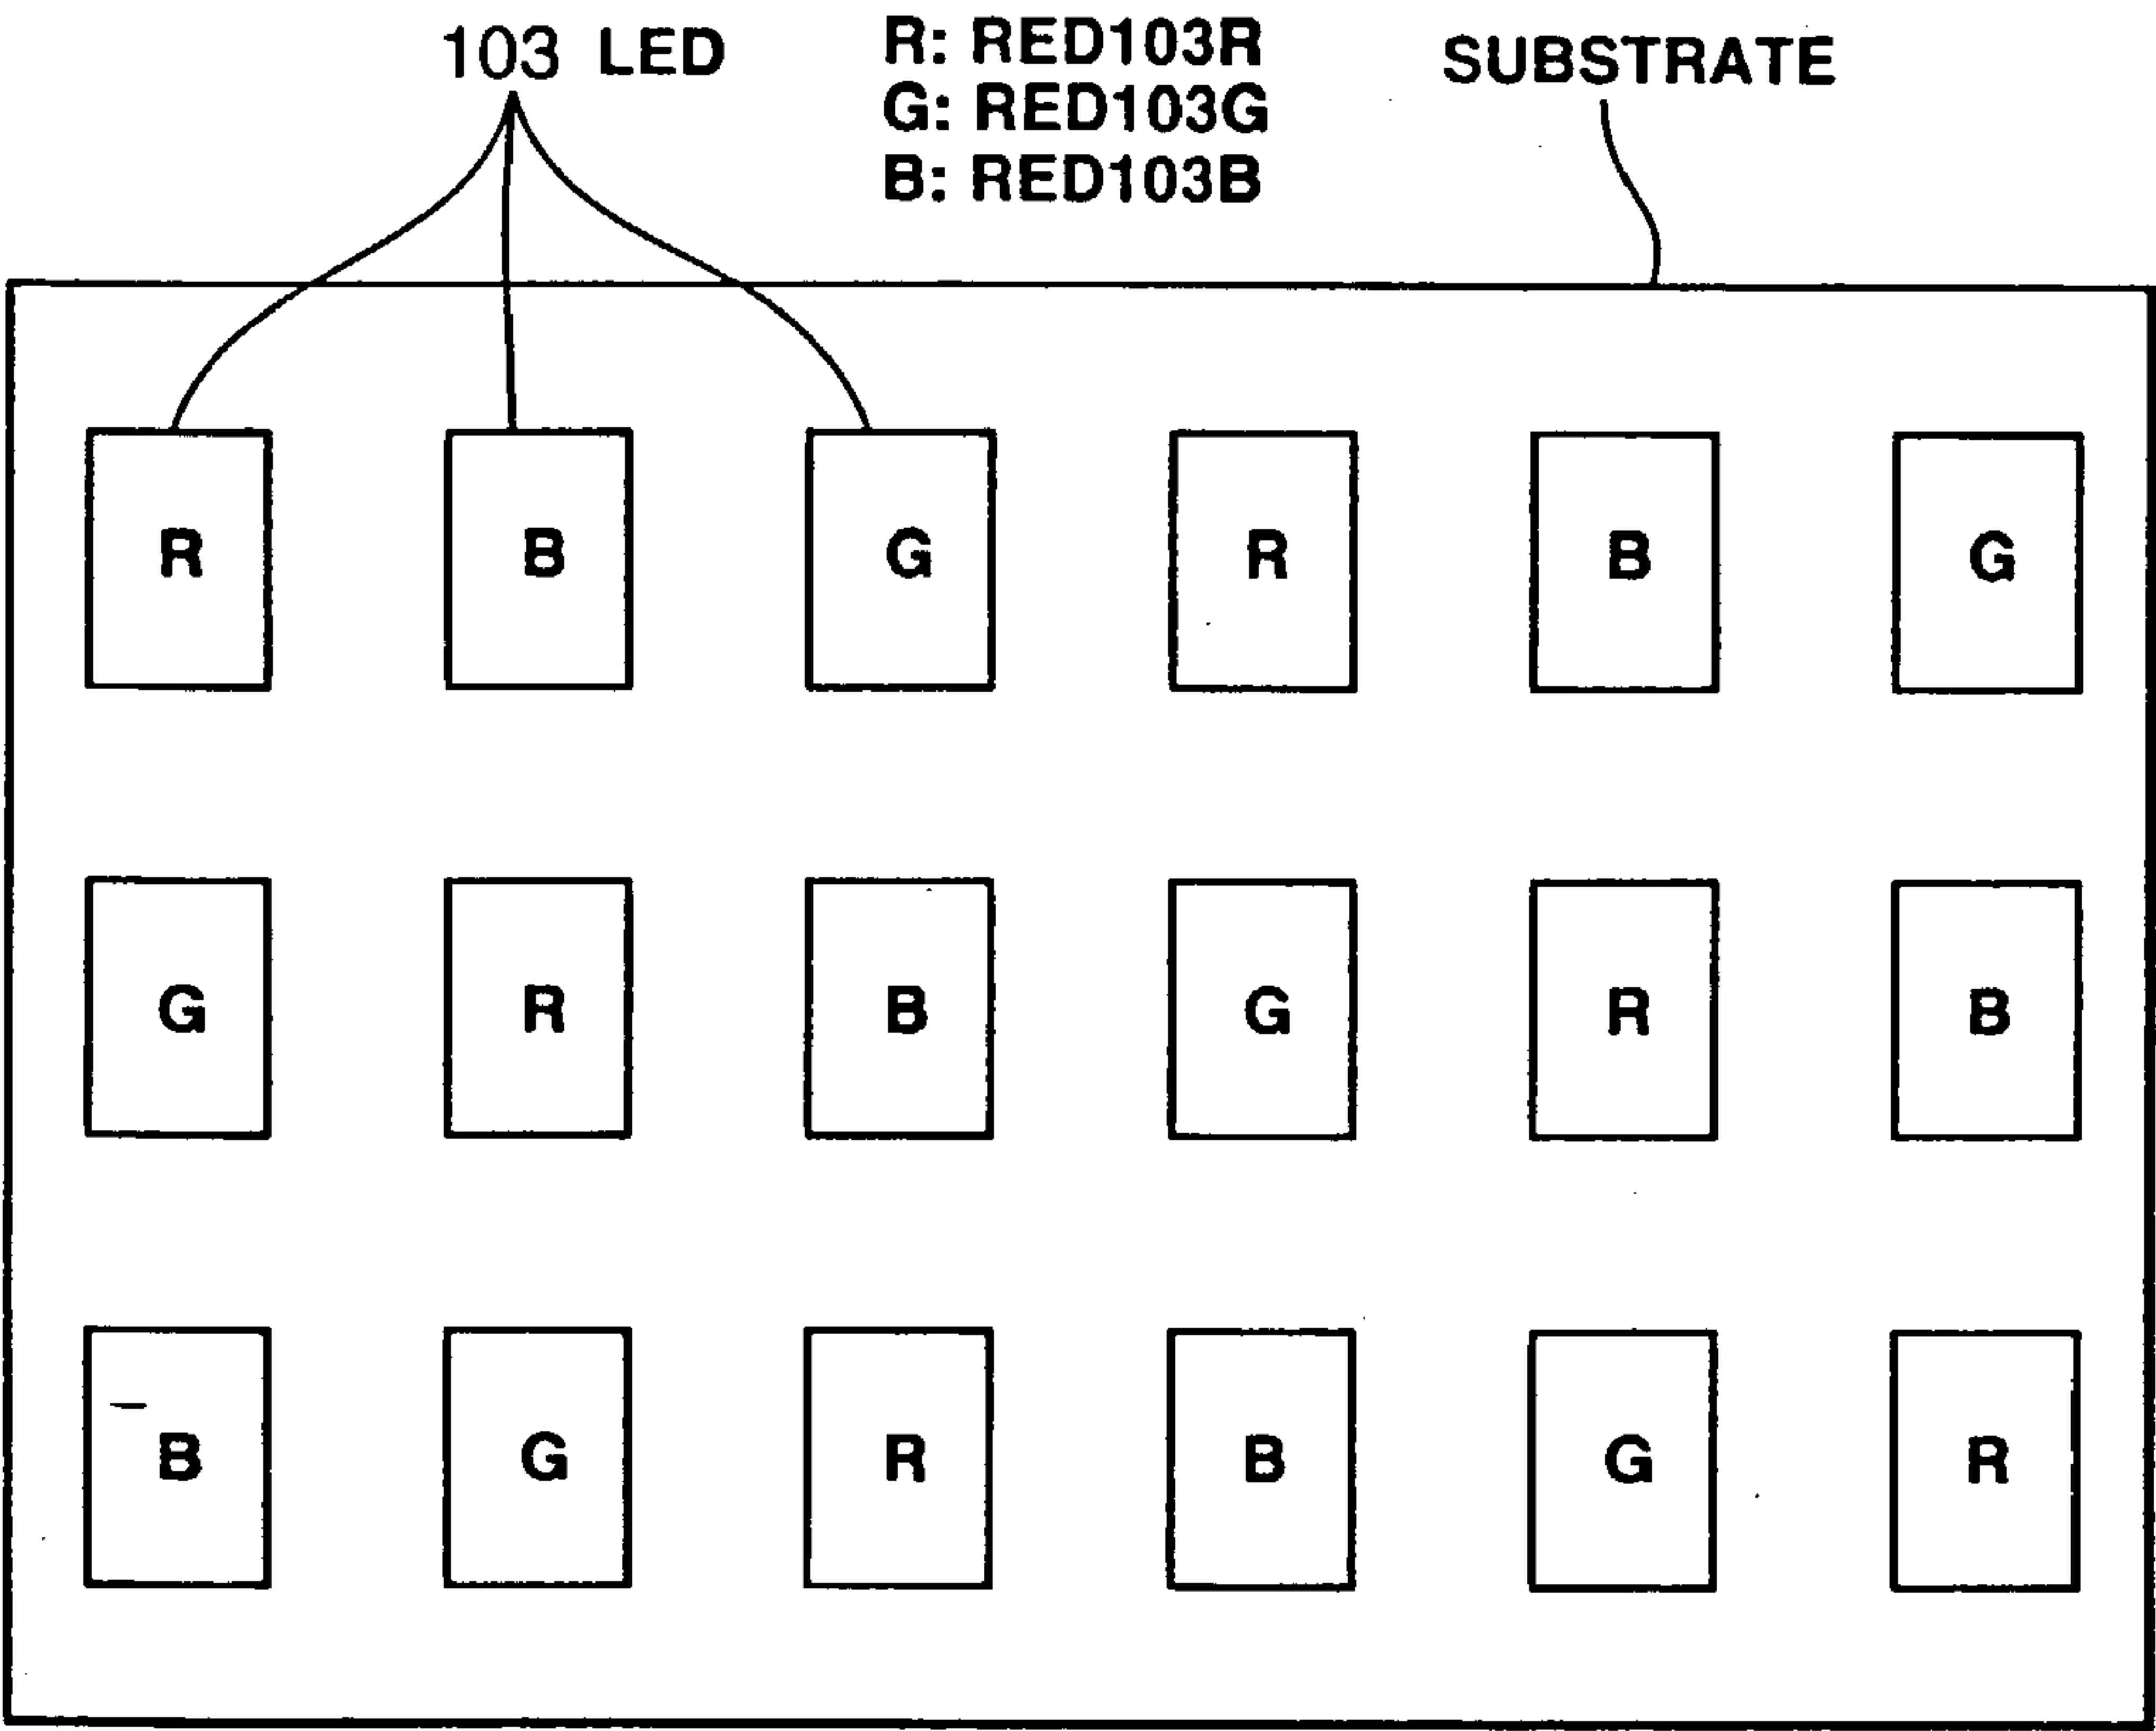 103 LED
R: RED103R
G: RED103G
B: RED103B
SUBSTRATE
R B G R B G
G R B G R B
B G R B G R